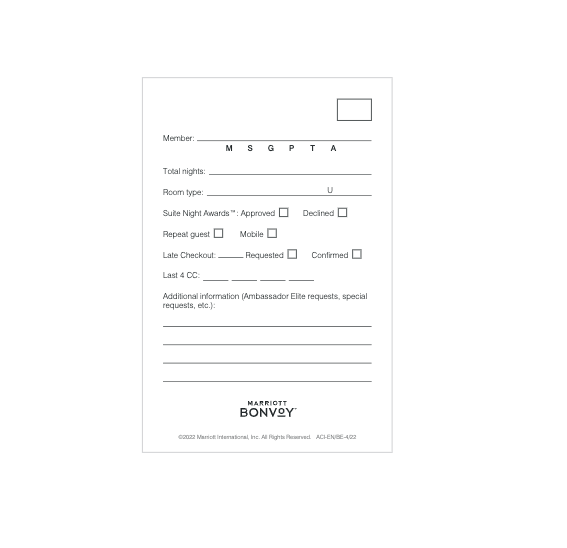 Member:
M S G P T A
Total nights:
Room type: U
Suite Night Awards™: Approved Declined
Repeat guest Mobile
Late Checkout: Requested Confirmed
Last 4 CC:
Additional information (Ambassador Elite requests, special
requests, etc.):
MARRIOTT
BONVOY™
©2022 Marriott International, Inc. All Rights Reserved. ACI-EN/BE-4/22